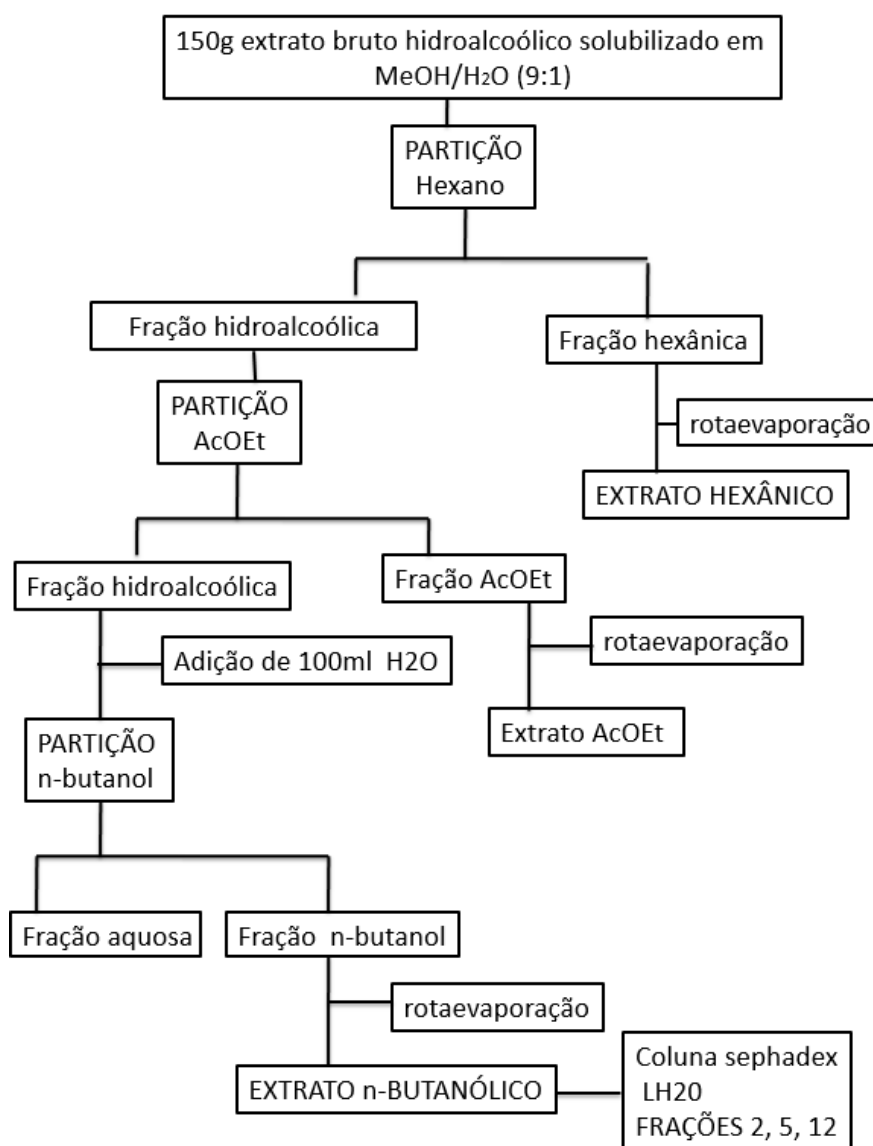 150g extrato bruto hidroalcoólico solubilizado em
MeOH/H₂O (9:1)
PARTIÇÃO
Hexano
Fração hidroalcoólica
Fração hexânica
PARTIÇÃO
AcOEt
rotaevaporação
EXTRATO HEXÂNICO
Fração hidroalcoólica
Fração AcOEt
Adição de 100ml H2O
rotaevaporação
PARTIÇÃO
n-butanol
Extrato AcOEt
Fração aquosa
Fração n-butanol
rotaevaporação
EXTRATO n-BUTANÓLICO
Coluna sephadex
LH20
FRAÇÕES 2, 5, 12